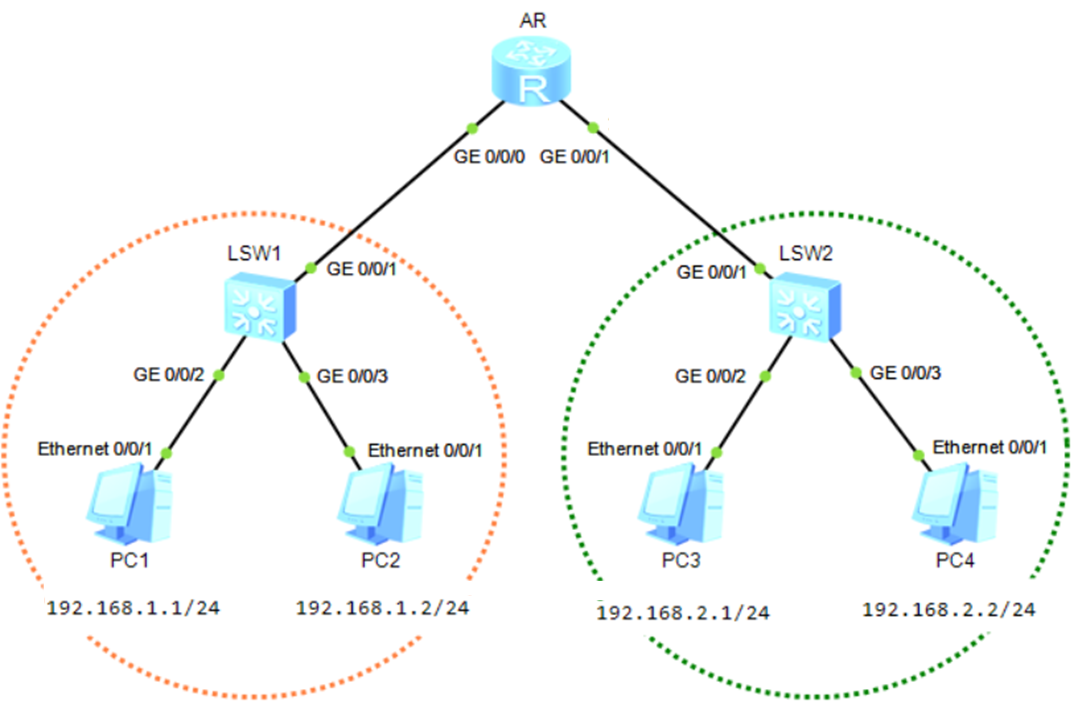 AR
R
GE 0/0/0 GE 0/0/1
LSW1
GE 0/0/1
LSW2
GE 0/0/1
GE 0/0/2
GE 0/0/3
GE 0/0/2
GE 0/0/3
Ethernet 0/0/1
Ethernet 0/0/1
Ethernet 0/0/1
Ethernet 0/0/1
PC1
PC2
PC3
PC4
192.168.1.1/24
192.168.1.2/24
192.168.2.1/24
192.168.2.2/24